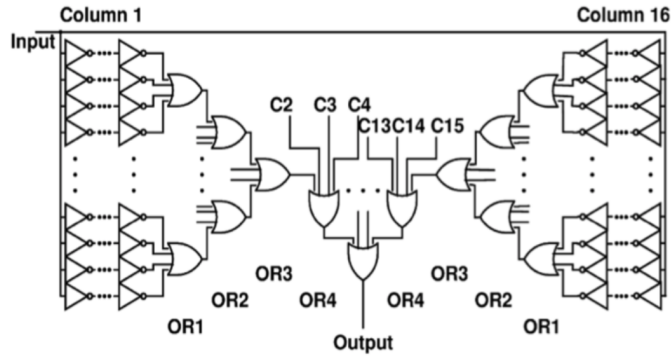 Column 1 Column 16
Input
C2 C3 C4
C13 C14 C15
OR3 OR3
OR2 OR4 OR4 OR2
OR1 OR1
Output